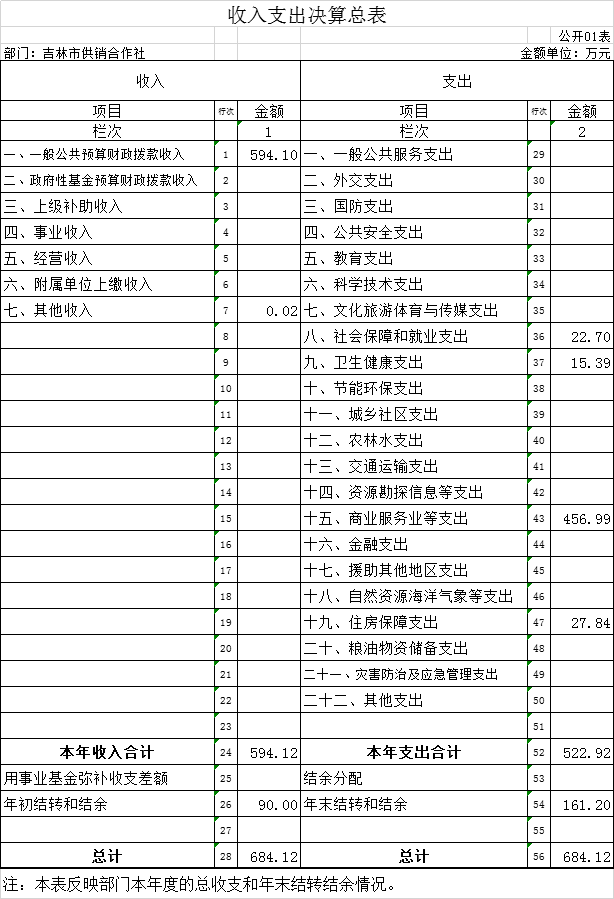 收入支出决算总表
公开01表
部门：吉林市供销合作社 金额单位：万元
收入 支出
项目 行次 金额 项目 行次 金额
栏次 1 栏次 2
一、一般公共预算财政拨款收入 1 594.10 一、一般公共服务支出 29
二、政府性基金预算财政拨款收入 2 二、外交支出 30
三、上级补助收入 3 三、国防支出 31
四、事业收入 4 四、公共安全支出 32
五、经营收入 5 五、教育支出 33
六、附属单位上缴收入 6 六、科学技术支出 34
七、其他收入 7 0.02 七、文化旅游体育与传媒支出 35
8 八、社会保障和就业支出 36 22.70
9 九、卫生健康支出 37 15.39
10 十、节能环保支出 38
11 十一、城乡社区支出 39
12 十二、农林水支出 40
13 十三、交通运输支出 41
14 十四、资源勘探信息等支出 42
15 十五、商业服务业等支出 43 456.99
16 十六、金融支出 44
17 十七、援助其他地区支出 45
18 十八、自然资源海洋气象等支出 46
19 十九、住房保障支出 47 27.84
20 二十、粮油物资储备支出 48
21 二十一、灾害防治及应急管理支出 49
22 二十二、其他支出 50
23 51
本年收入合计 24 594.12 本年支出合计 52 522.92
用事业基金弥补收支差额 25 结余分配 53
年初结转和结余 26 90.00 年末结转和结余 54 161.20
27 55
总计 28 684.12 总计 56 684.12
注：本表反映部门本年度的总收支和年末结转结余情况。